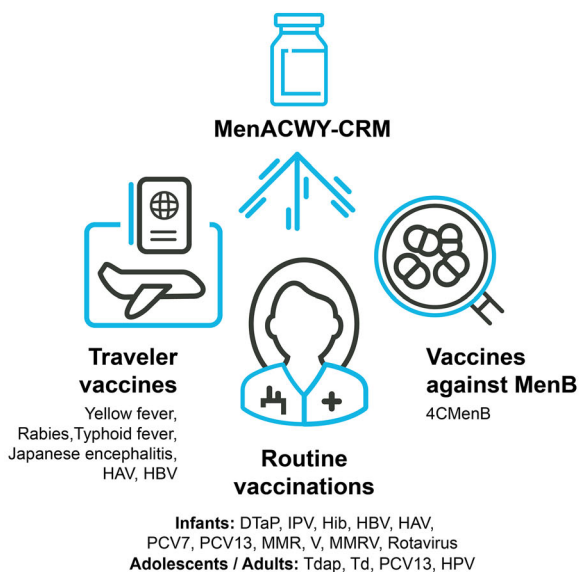 MenACWY-CRM
Traveler
vaccines
Yellow fever,
Rabies,Typhoid fever,
Japanese encephalitis,
HAV, HBV
Vaccines
against MenB
4CMenB
Routine
vaccinations
Infants: DTaP, IPV, Hib, HBV, HAV,
PCV7, PCV13, MMR, V, MMRV, Rotavirus
Adolescents / Adults: Tdap, Td, PCV13, HPV